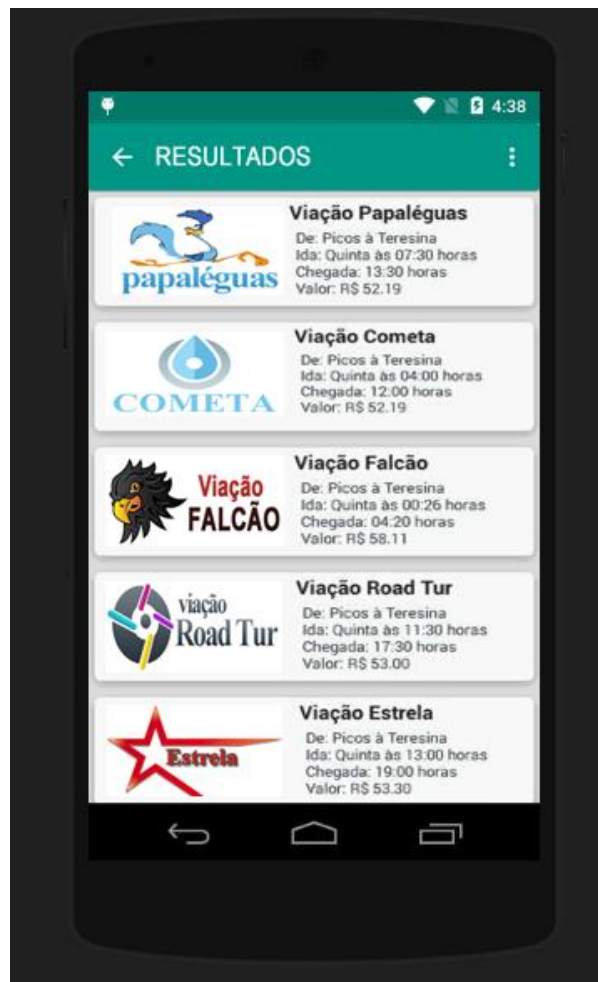 4:38
RESULTADOS
papaléguas
Viação Papaléguas
De: Picos à Teresina
Ida: Quinta às 07:30 horas
Chegada: 13:30 horas
Valor: R$ 52.19
COMETA
Viação Cometa
De: Picos à Teresina
Ida: Quinta às 04:00 horas
Chegada: 12:00 horas
Valor: R$ 52.19
Viação
FALCÃO
Viação Falcão
De: Picos à Teresina
Ida: Quinta às 00:26 horas
Chegada: 04:20 horas
Valor: R$ 58.11
viação
Road Tur
Viação Road Tur
De: Picos à Teresina
Ida: Quinta às 11:30 horas
Chegada: 17:30 horas
Valor: R$ 53.00
Estrela
Viação Estrela
De: Picos à Teresina
Ida: Quinta às 13:00 horas
Chegada: 19:00 horas
Valor: R$ 53.30